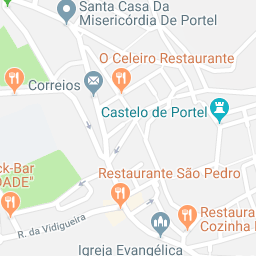 Santa Casa Da
Misericórdia De Portel
O Celeiro Restaurante
Correios
Castelo de Portel
ck-Bar
DADE"
Restaurante São Pedro
Restaura
Cozinha
R. da Vidigueira
Igreja Evangélica